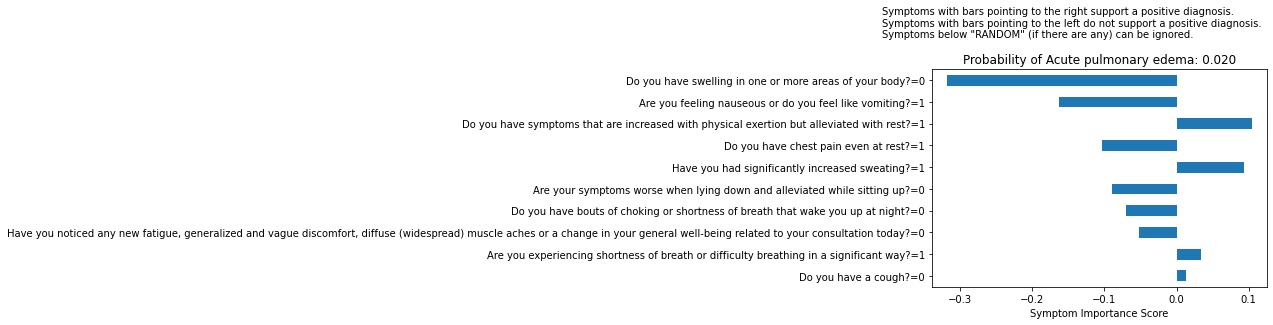 Symptoms with bars pointing to the right support a positive diagnosis.
Symptoms with bars pointing to the left do not support a positive diagnosis.
Symptoms below "RANDOM" (if there are any) can be ignored.
Probability of Acute pulmonary edema: 0.020
Do you have swelling in one or more areas of your body?=0
Are you feeling nauseous or do you feel like vomiting?=1
Do you have symptoms that are increased with physical exertion but alleviated with rest?=1
Do you have chest pain even at rest?=1
Have you had significantly increased sweating?=1
Are your symptoms worse when lying down and alleviated while sitting up?=0
Do you have bouts of choking or shortness of breath that wake you up at night?=0
Have you noticed any new fatigue, generalized and vague discomfort, diffuse (widespread) muscle aches or a change in your general well-being related to your consultation today?=0
Are you experiencing shortness of breath or difficulty breathing in a significant way?=1
Do you have a cough?=0
−0.3 −0.2 −0.1 0.0 0.1
Symptom Importance Score